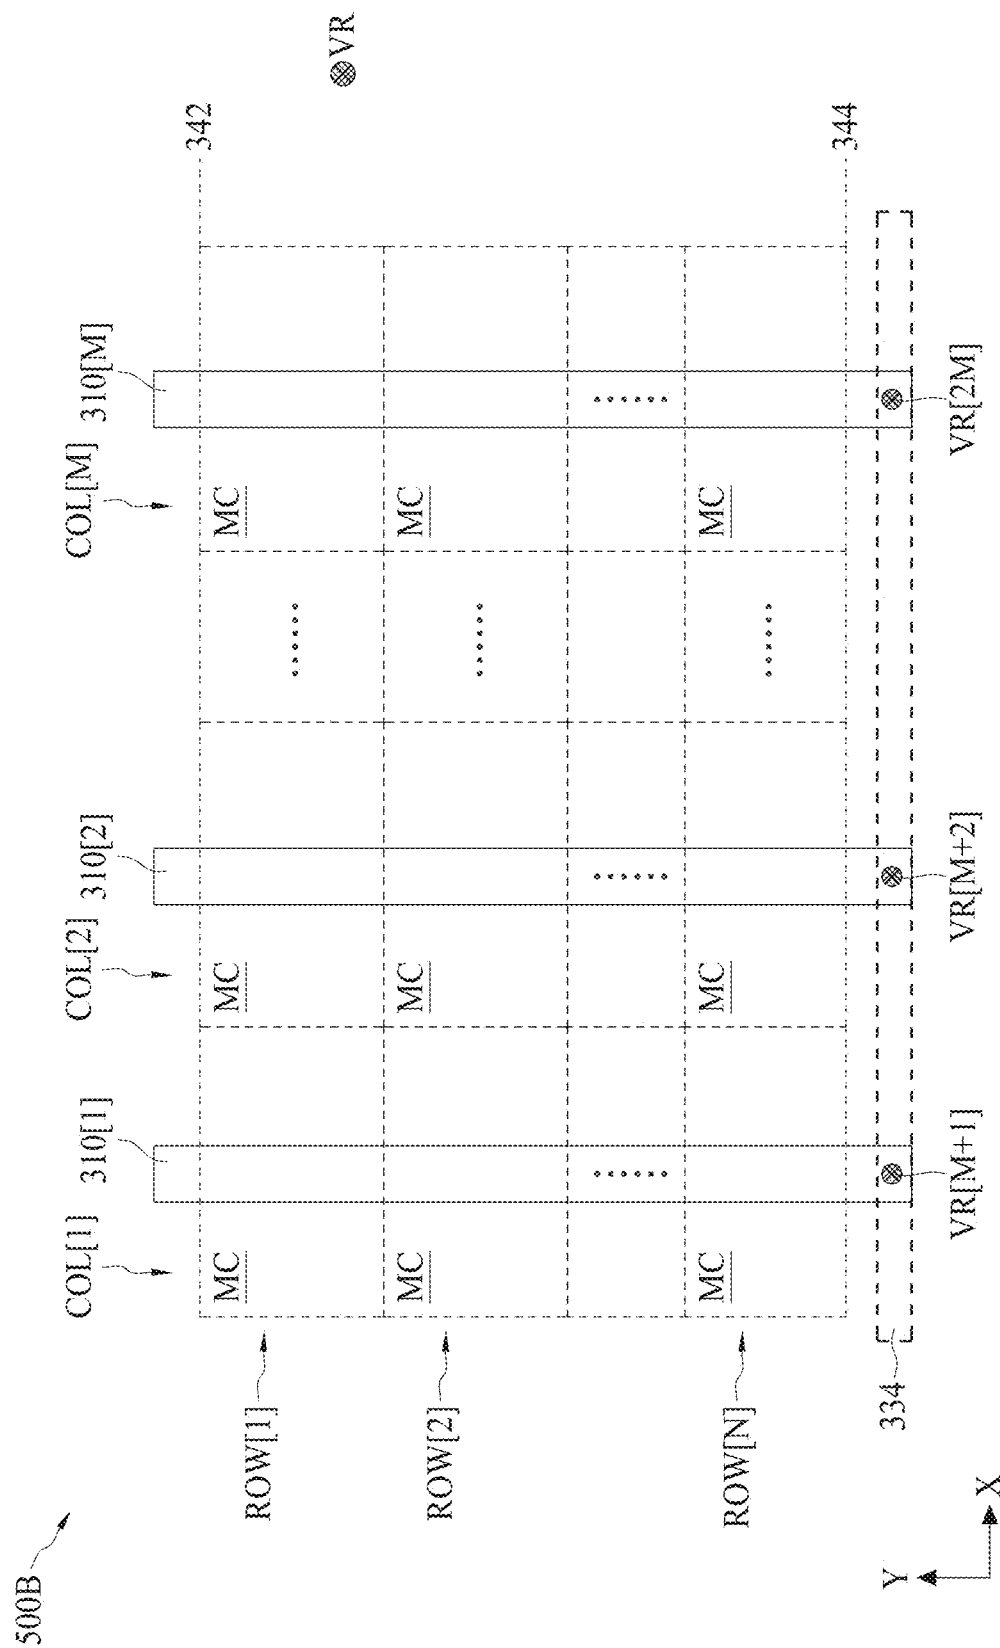 500B
COL[1]
310[1]
COL[2]
310[2]
COL[M]
310[M]
342
VR
ROW[1]
MC
MC
MC
ROW[2]
MC
MC
MC
ROW[N]
MC
MC
MC
344
334
VR[M+1]
VR[M+2]
VR[2M]
Y
X